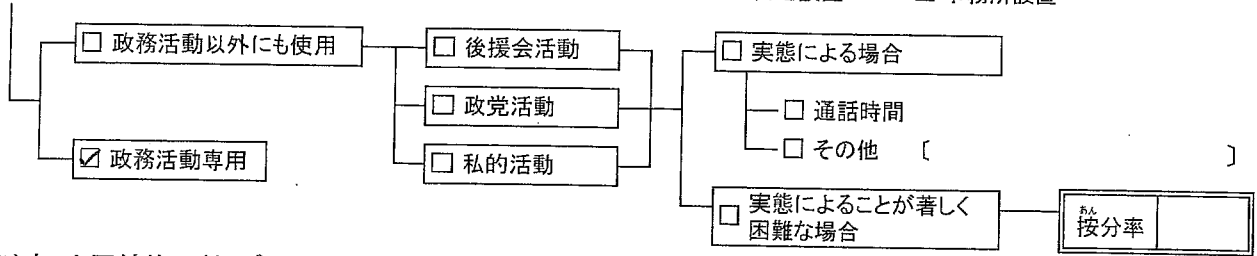 ☐ 政務活動以外にも使用
☑ 政務活動専用
☐ 後援会活動
☐ 政党活動
☐ 私的活動
☐ 実態による場合
☐ 通話時間
☐ その他 〔 〕
☐ 実態によることが著しく
困難な場合
あん
按分率